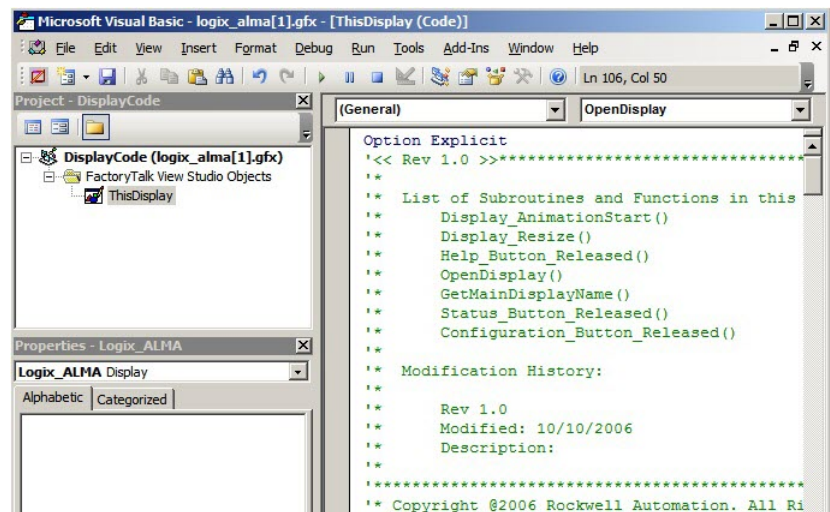 Microsoft Visual Basic - logix_alma[1].gfx - [ThisDisplay (Code)]
File Edit View Insert Format Debug Run Tools Add-Ins Window Help
Ln 106, Col 50
Project - DisplayCode
DisplayCode (logix_alma[1].gfx)
FactoryTalk View Studio Objects
ThisDisplay
Properties - Logix_ALMA
Logix_ALMA Display
Alphabetic Categorized
(General) OpenDisplay
Option Explicit
'<< Rev 1.0 >>*********************************
'*
'* List of Subroutines and Functions in this
'* Display_AnimationStart()
'* Display_Resize()
'* Help_Button_Released()
'* OpenDisplay()
'* GetMainDisplayName()
'* Status_Button_Released()
'* Configuration_Button_Released()
'*
'* Modification History:
'*
'* Rev 1.0
'* Modified: 10/10/2006
'* Description:
'*
'**********************************************
'* Copyright @2006 Rockwell Automation. All Ri